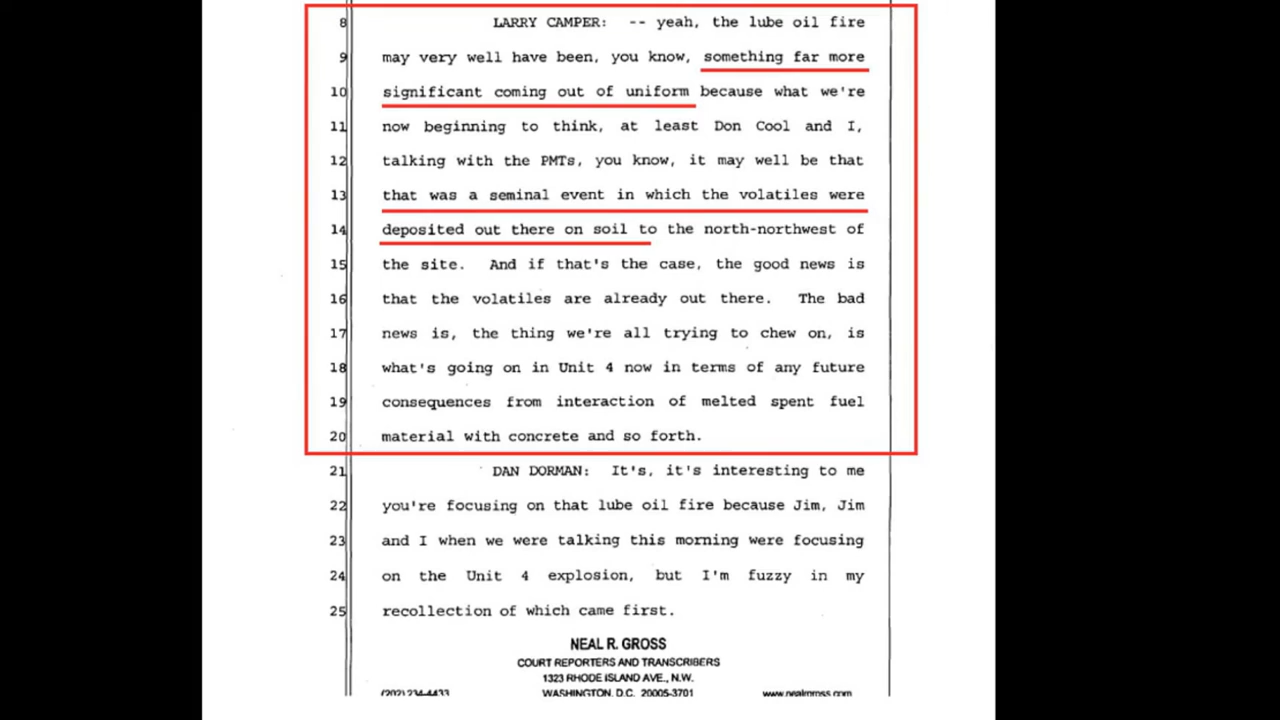 8 LARRY CAMPER: -- yeah, the lube oil fire
9 may very well have been, you know, something far more
10 significant coming out of uniform because what we're
11 now beginning to think, at least Don Cool and I,
12 talking with the PMTs, you know, it may well be that
13 that was a seminal event in which the volatiles were
14 deposited out there on soil to the north-northwest of
15 the site. And if that's the case, the good news is
16 that the volatiles are already out there. The bad
17 news is, the thing we're all trying to chew on, is
18 what's going on in Unit 4 now in terms of any future
19 consequences from interaction of melted spent fuel
20 material with concrete and so forth.
21 DAN DORMAN: It's, it's interesting to me
22 you're focusing on that lube oil fire because Jim, Jim
23 and I when we were talking this morning were focusing
24 on the Unit 4 explosion, but I'm fuzzy in my
25 recollection of which came first.
NEAL R. GROSS
COURT REPORTERS AND TRANSCRIBERS
1323 RHODE ISLAND AVE., N.W.
(202) 234-4433 WASHINGTON, D.C. 20005-3701 www.nealrgross.com